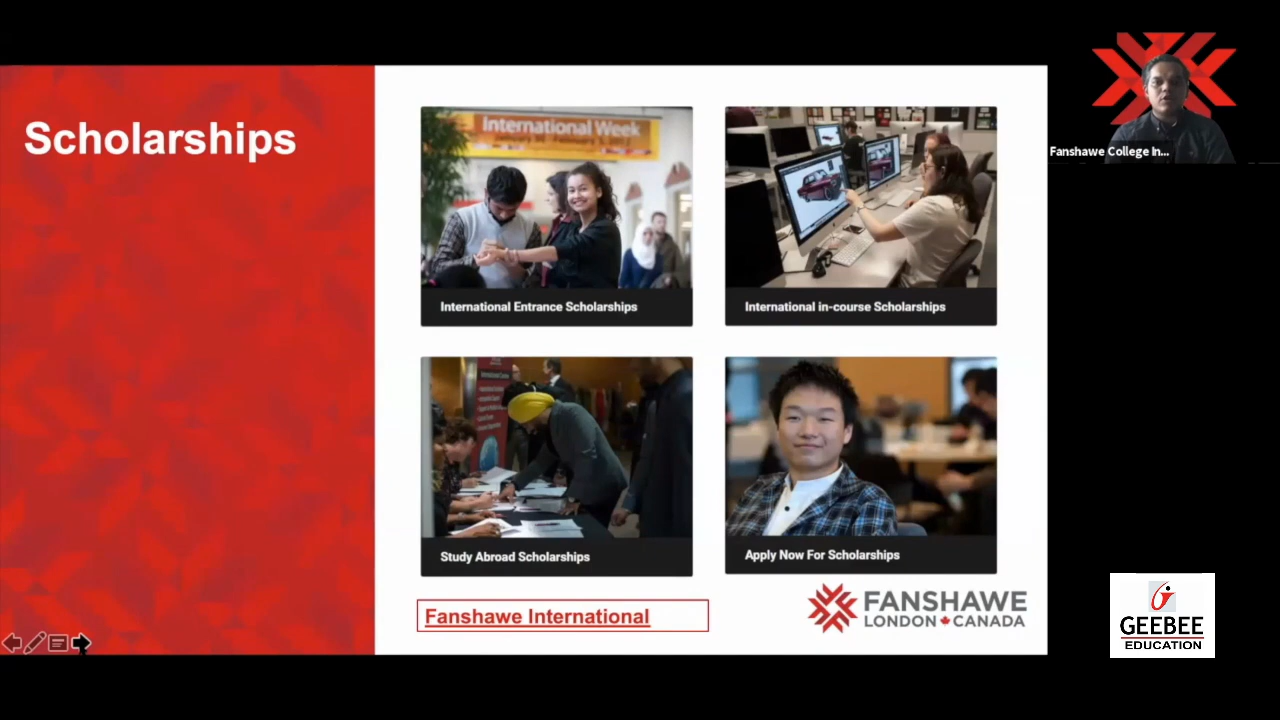 Scholarships
International Week
International Entrance Scholarships
International in-course Scholarships
Study Abroad Scholarships
Apply Now For Scholarships
Fanshawe International
FANSHAWE
LONDON CANADA
Fanshawe College In...
GEEBEE
EDUCATION